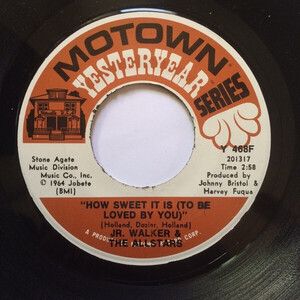 MOTOWN
YESTERYEAR
SERIES
Y 468F
201317
Time 2:58
Produced by
Johnny Bristol &
Harvey Fuqua
Stone Agate
Music Division
Music Co., Inc.
© 1964 Jobete
(BMI)
"HOW SWEET IT IS (TO BE
LOVED BY YOU)"
(Holland, Dozier, Holland)
JR. WALKER &
THE ALLSTARS
A PRODUCT CORP.